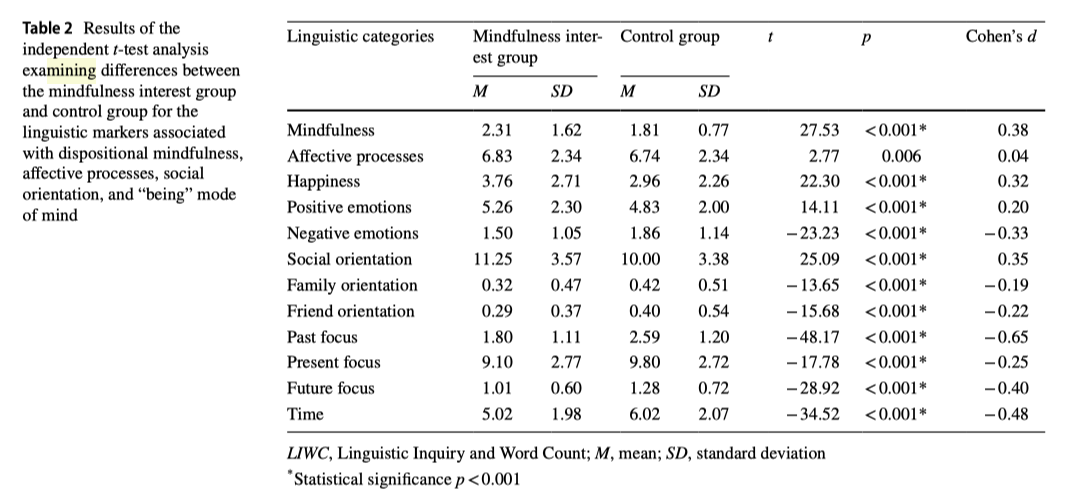 Table 2 Results of the
independent t-test analysis
examining differences between
the mindfulness interest group
and control group for the
linguistic markers associated
with dispositional mindfulness,
affective processes, social
orientation, and “being” mode
of mind
Linguistic categories Mindfulness inter- Control group t p Cohen’s d
est group
M SD M SD
Mindfulness 2.31 1.62 1.81 0.77 27.53 <0.001* 0.38
Affective processes 6.83 2.34 6.74 2.34 2.77 0.006 0.04
Happiness 3.76 2.71 2.96 2.26 22.30 <0.001* 0.32
Positive emotions 5.26 2.30 4.83 2.00 14.11 <0.001* 0.20
Negative emotions 1.50 1.05 1.86 1.14 −23.23 <0.001* −0.33
Social orientation 11.25 3.57 10.00 3.38 25.09 <0.001* 0.35
Family orientation 0.32 0.47 0.42 0.51 −13.65 <0.001* −0.19
Friend orientation 0.29 0.37 0.40 0.54 −15.68 <0.001* −0.22
Past focus 1.80 1.11 2.59 1.20 −48.17 <0.001* −0.65
Present focus 9.10 2.77 9.80 2.72 −17.78 <0.001* −0.25
Future focus 1.01 0.60 1.28 0.72 −28.92 <0.001* −0.40
Time 5.02 1.98 6.02 2.07 −34.52 <0.001* −0.48
LIWC, Linguistic Inquiry and Word Count; M, mean; SD, standard deviation
*Statistical significance p<0.001